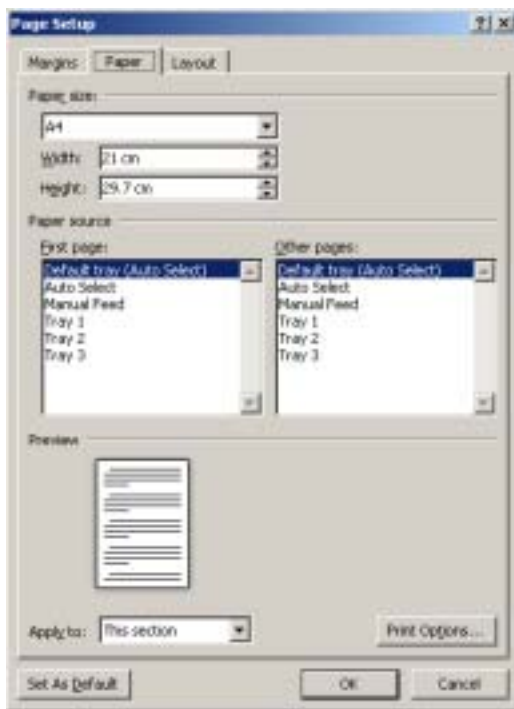 Page Setup
Margins Paper Layout
Paper size:
A4
Width: 21 cm
Height: 29.7 cm
Paper source
First page: Other pages:
Default tray (Auto Select) Default tray (Auto Select)
Auto Select Auto Select
Manual Feed Manual Feed
Tray 1 Tray 1
Tray 2 Tray 2
Tray 3 Tray 3
Preview
Apply to: This section Print Options...
Set As Default OK Cancel